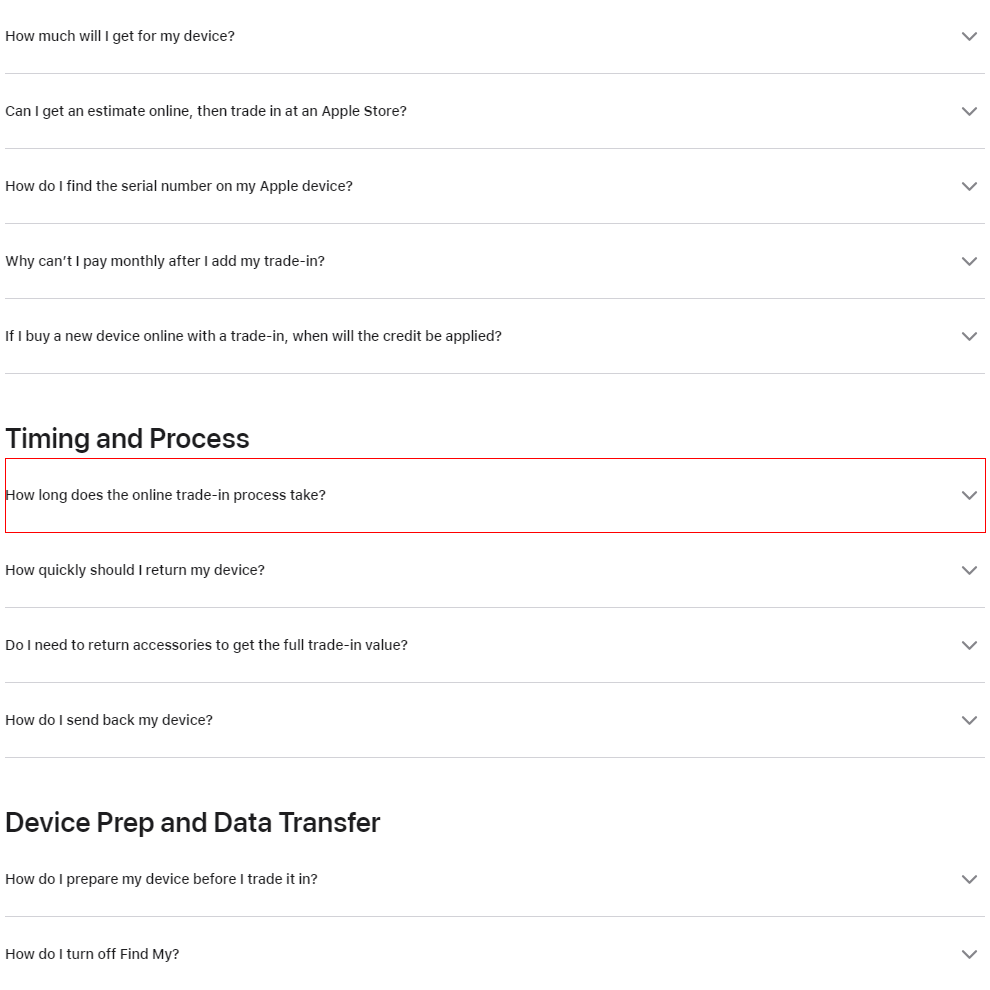 How much will I get for my device?
Can I get an estimate online, then trade in at an Apple Store?
How do I find the serial number on my Apple device?
Why can’t I pay monthly after I add my trade-in?
If I buy a new device online with a trade-in, when will the credit be applied?
Timing and Process
How long does the online trade-in process take?
How quickly should I return my device?
Do I need to return accessories to get the full trade-in value?
How do I send back my device?
Device Prep and Data Transfer
How do I prepare my device before I trade it in?
How do I turn off Find My?